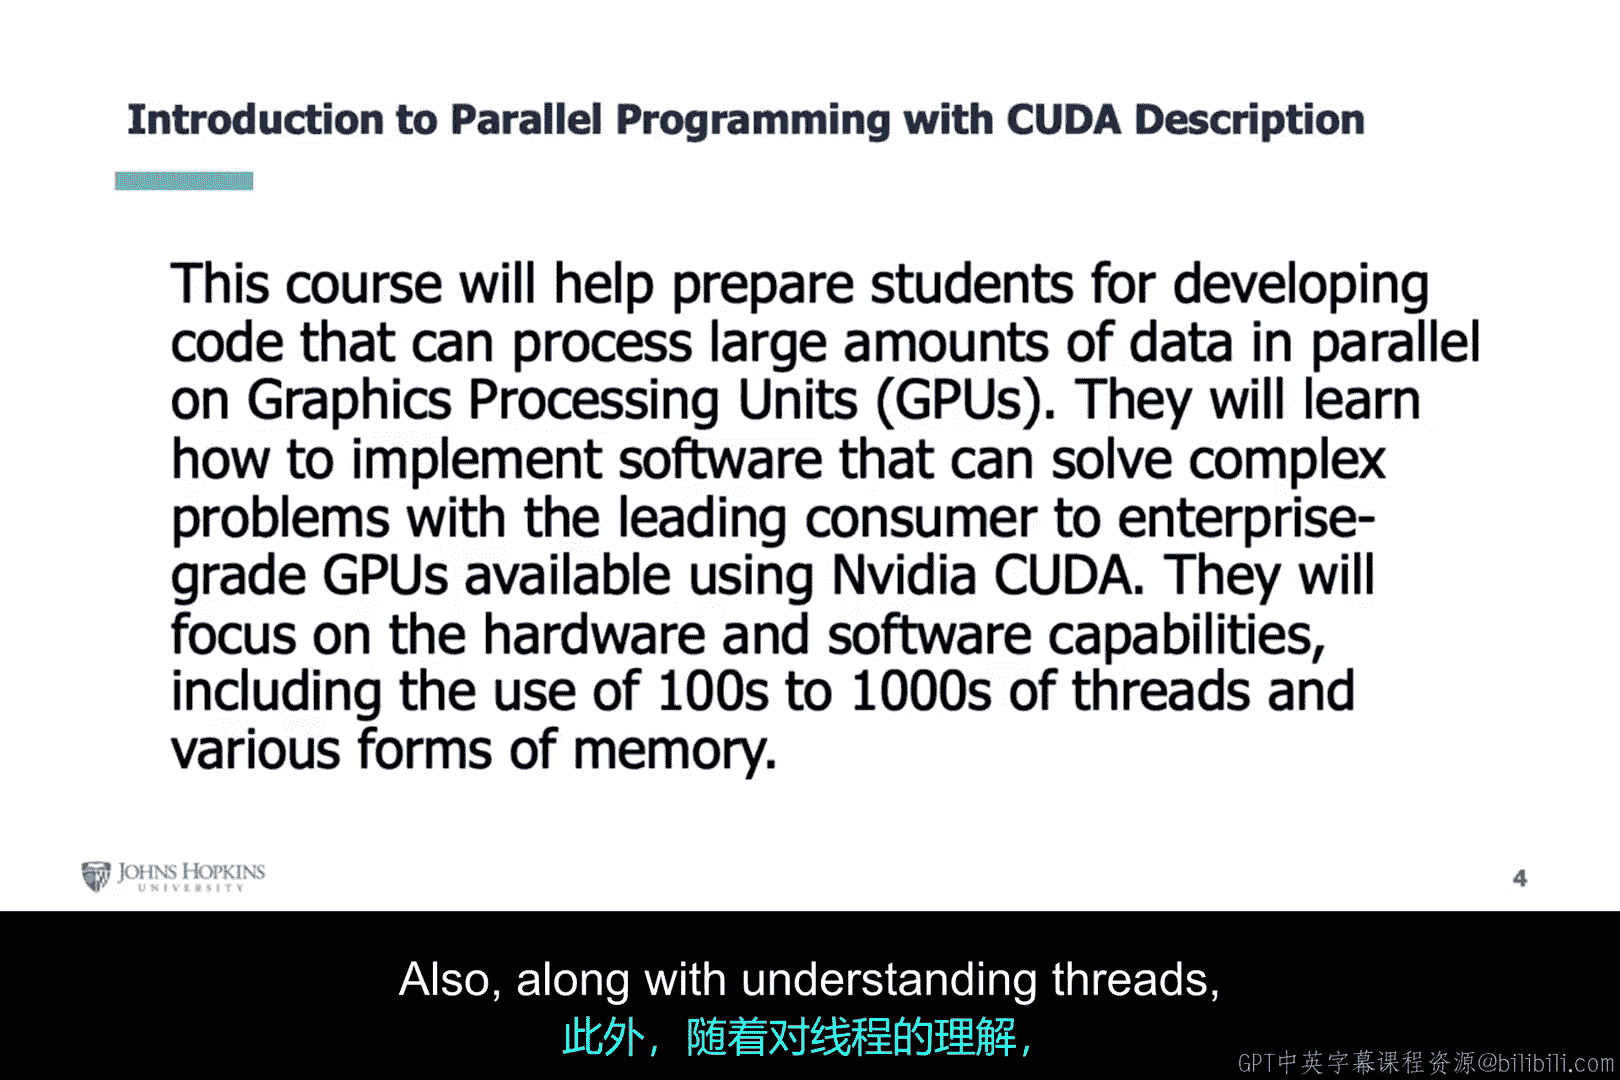 Introduction to Parallel Programming with CUDA Description
This course will help prepare students for developing
code that can process large amounts of data in parallel
on Graphics Processing Units (GPUs). They will learn
how to implement software that can solve complex
problems with the leading consumer to enterprise-
grade GPUs available using Nvidia CUDA. They will
focus on the hardware and software capabilities,
including the use of 100s to 1000s of threads and
various forms of memory.
JOHNS HOPKINS
UNIVERSITY
4
Also, along with understanding threads,
此外，随着对线程的理解，
GPT中英字幕课程资源@bilibili.com